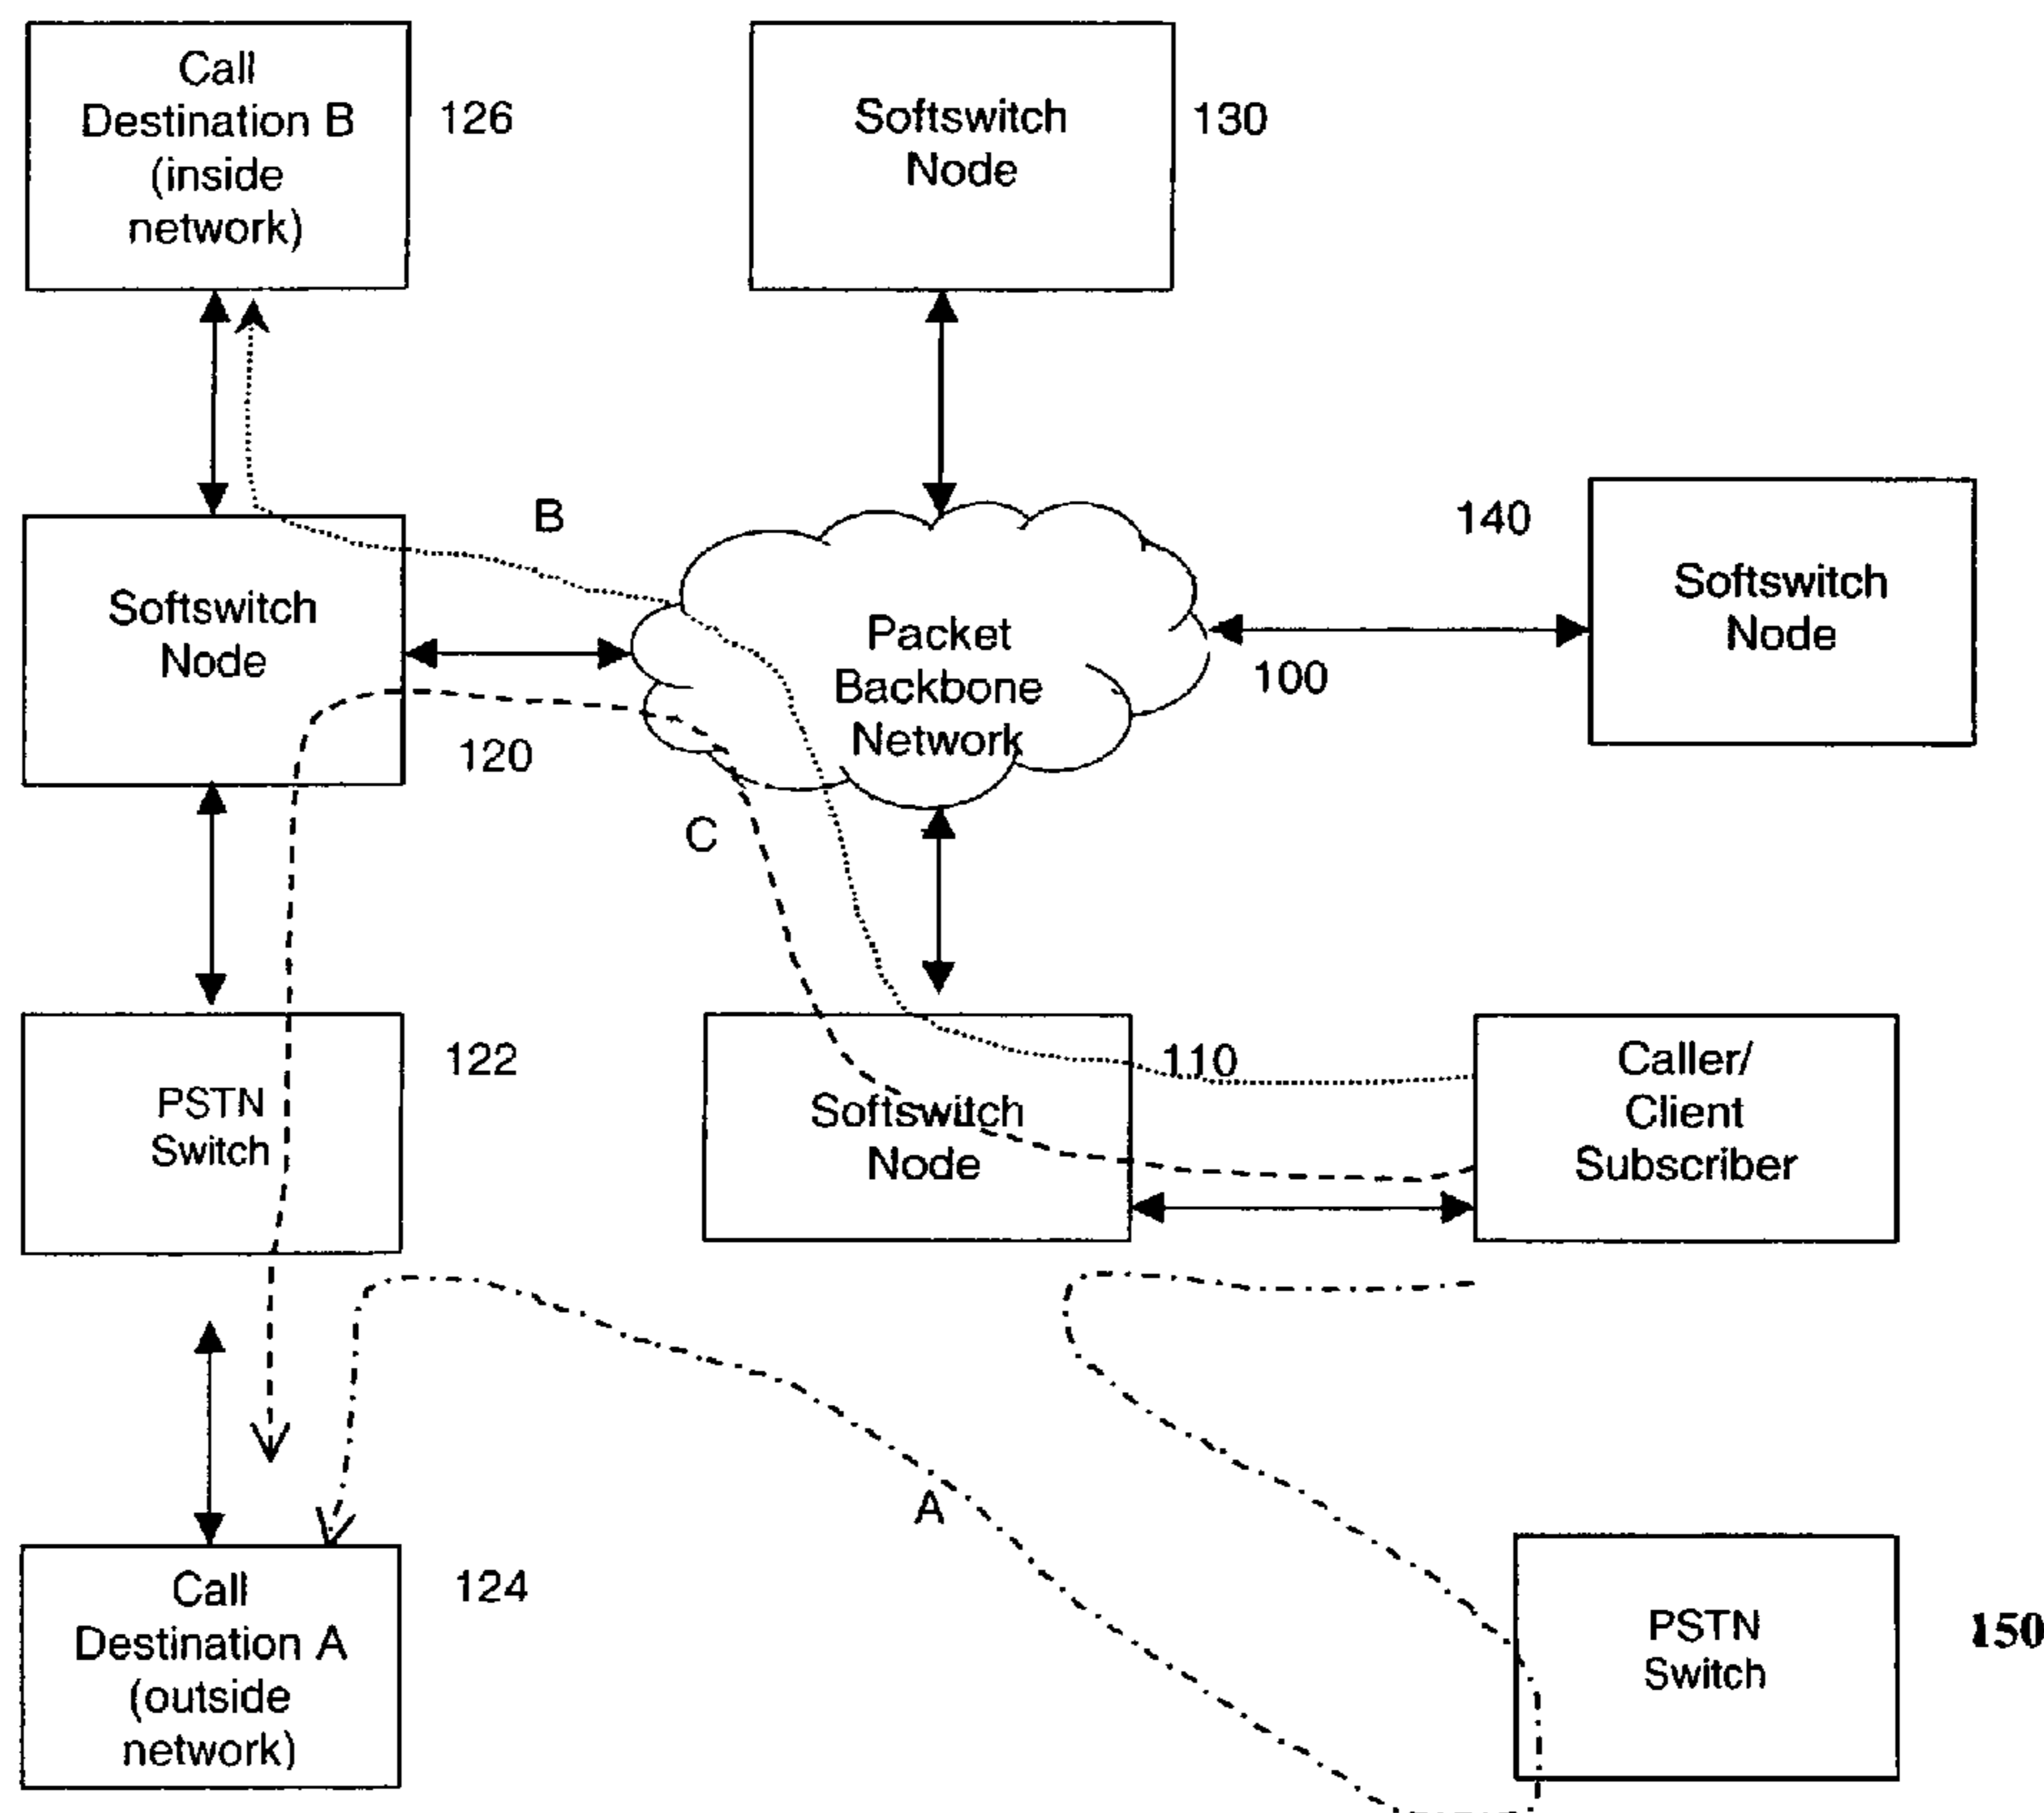 Call
Destination B
(inside
network)
126
Softswitch
Node
130
B
140
Softswitch
Node
Softswitch
Node
120
Packet
Backbone
Network
100
C
PSTN
Switch
122
110
Softswitch
Node
Caller/
Client
Subscriber
A
Call
Destination A
(outside
network)
124
PSTN
Switch
150